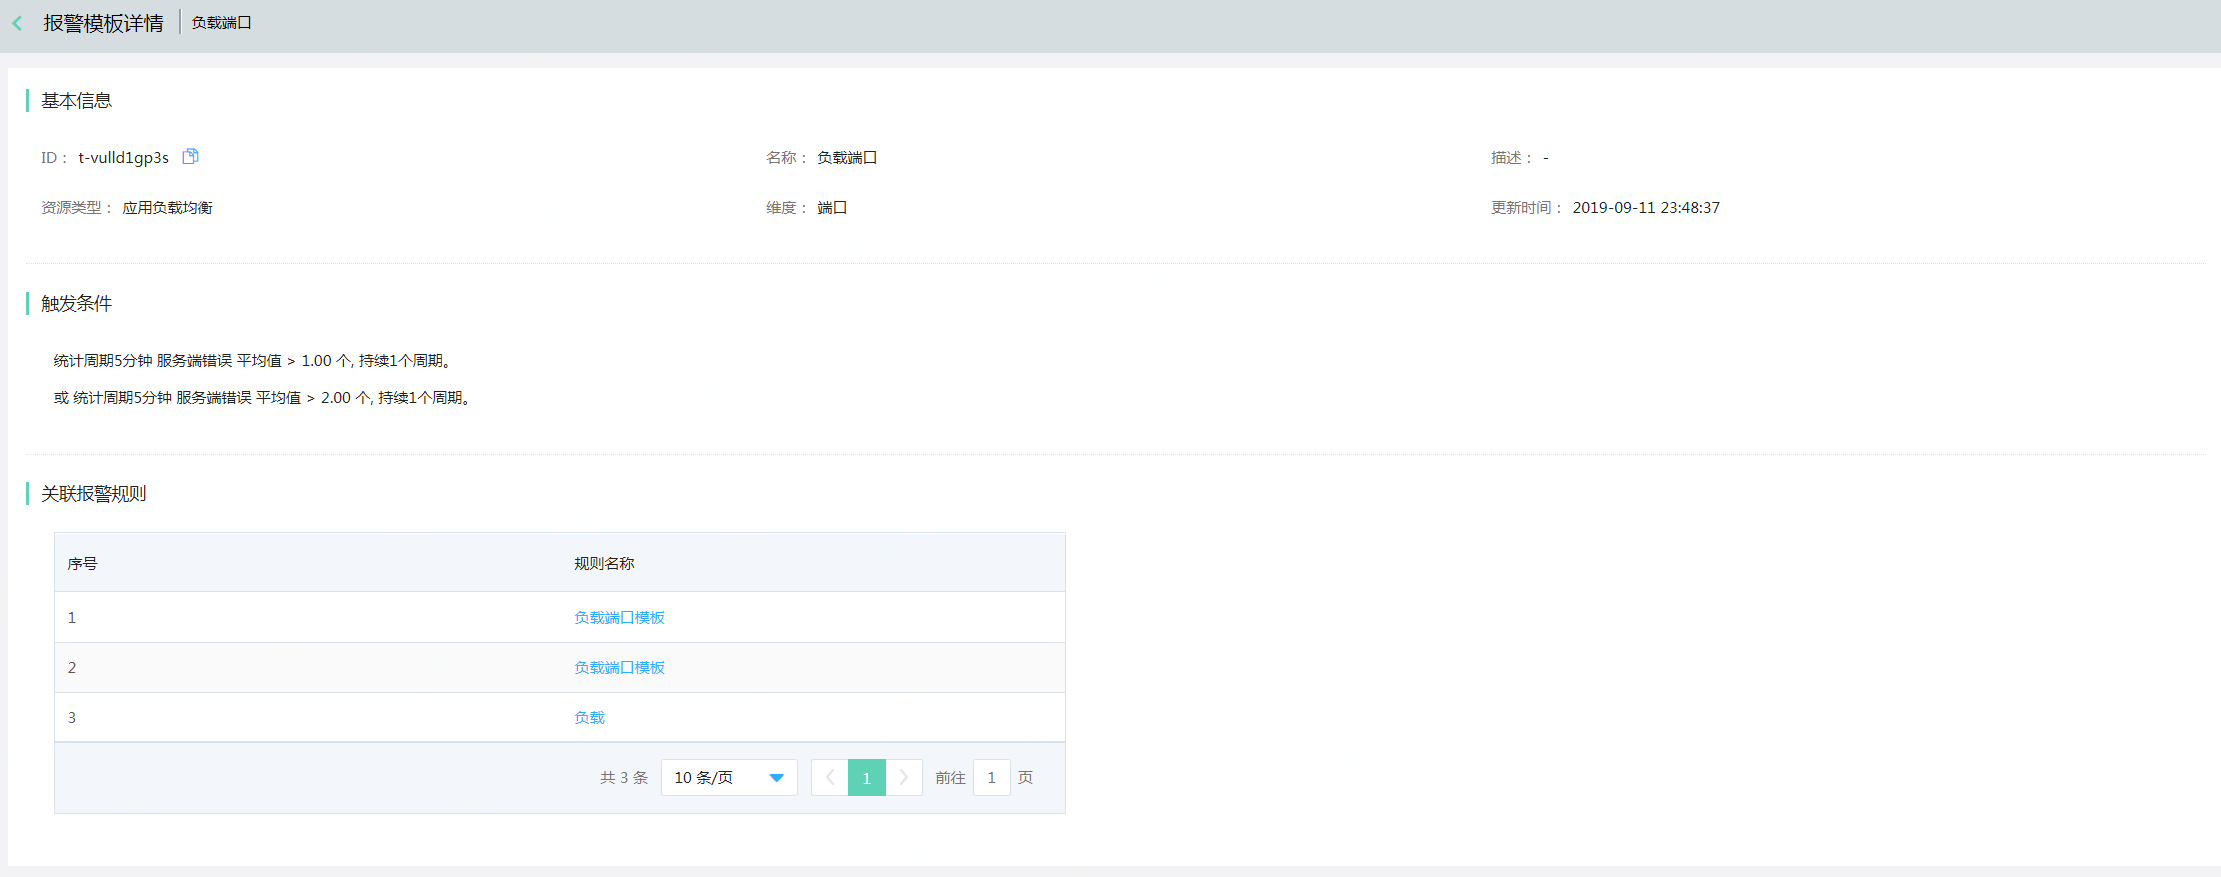 报警模板详情 负载端口
基本信息
ID： t-vulld1gp3s 名称： 负载端口 描述： -
资源类型： 应用负载均衡 维度： 端口 更新时间： 2019-09-11 23:48:37
触发条件
统计周期5分钟 服务端错误 平均值 > 1.00 个, 持续1个周期。
或 统计周期5分钟 服务端错误 平均值 > 2.00 个, 持续1个周期。
关联报警规则
序号 规则名称
1 负载端口模板
2 负载端口模板
3 负载
共 3 条 10 条/页 1 前往 1 页